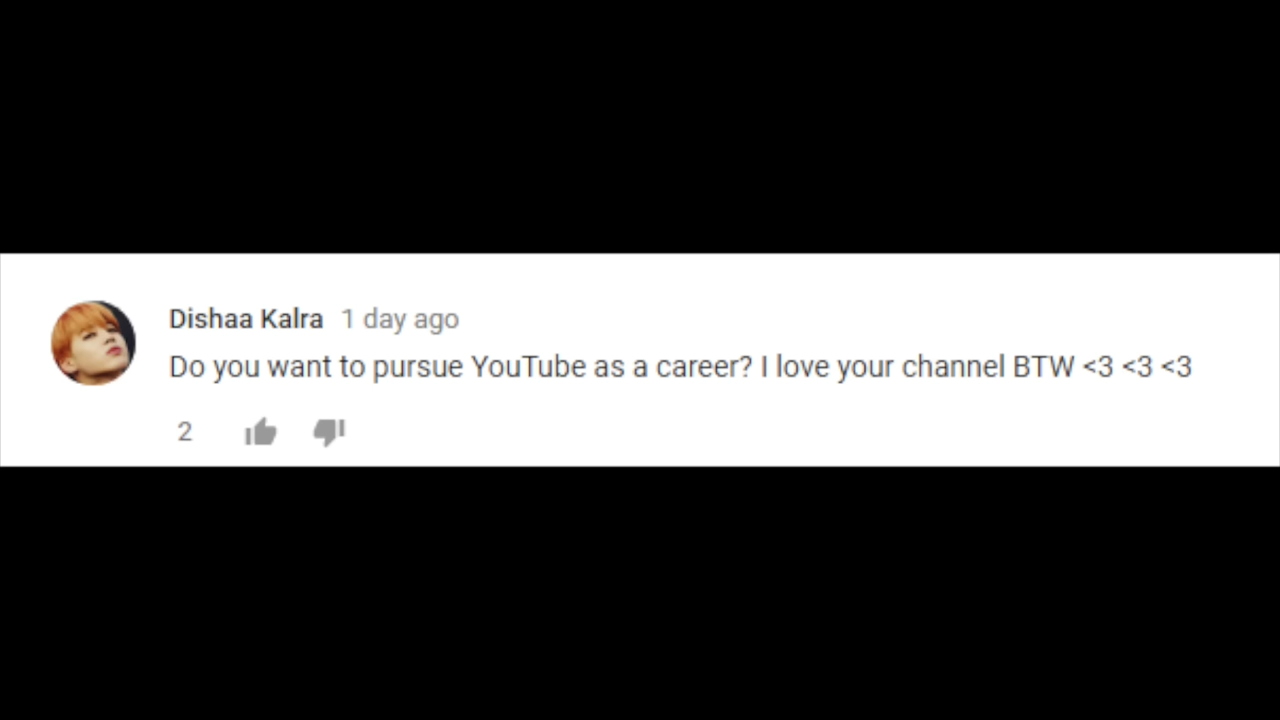 Dishaa Kalra 1 day ago
Do you want to pursue YouTube as a career? I love your channel BTW <3 <3 <3
2